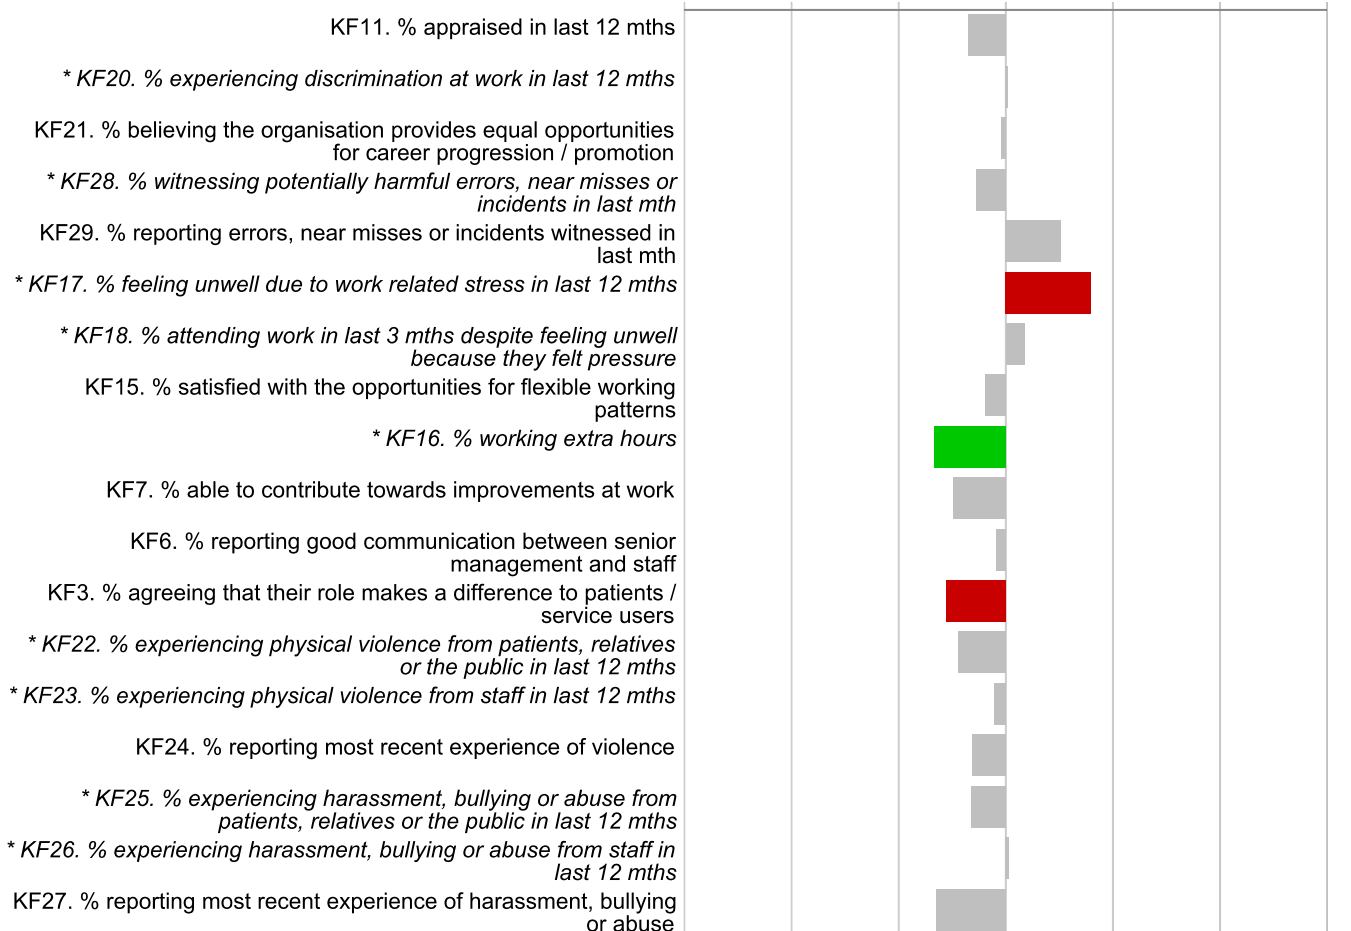 KF11. % appraised in last 12 mths
* KF20. % experiencing discrimination at work in last 12 mths
KF21. % believing the organisation provides equal opportunities
for career progression / promotion
* KF28. % witnessing potentially harmful errors, near misses or
incidents in last mth
KF29. % reporting errors, near misses or incidents witnessed in
last mth
* KF17. % feeling unwell due to work related stress in last 12 mths
* KF18. % attending work in last 3 mths despite feeling unwell
because they felt pressure
KF15. % satisfied with the opportunities for flexible working
patterns
* KF16. % working extra hours
KF7. % able to contribute towards improvements at work
KF6. % reporting good communication between senior
management and staff
KF3. % agreeing that their role makes a difference to patients /
service users
* KF22. % experiencing physical violence from patients, relatives
or the public in last 12 mths
* KF23. % experiencing physical violence from staff in last 12 mths
KF24. % reporting most recent experience of violence
* KF25. % experiencing harassment, bullying or abuse from
patients, relatives or the public in last 12 mths
* KF26. % experiencing harassment, bullying or abuse from staff in
last 12 mths
KF27. % reporting most recent experience of harassment, bullying
or abuse